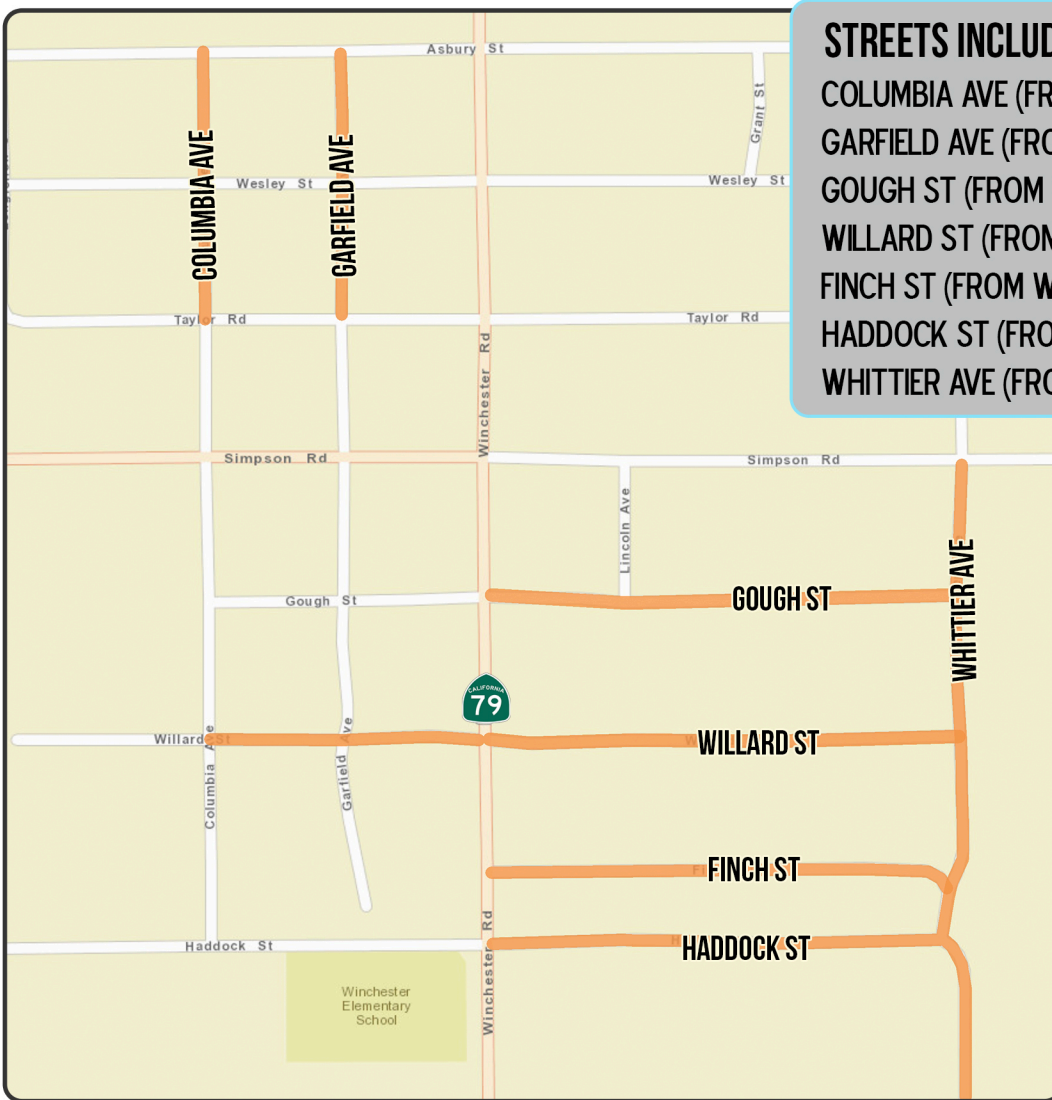 STREETS INCLUD
COLUMBIA AVE (FR
GARFIELD AVE (FRO
GOUGH ST (FROM
WILLARD ST (FROM
FINCH ST (FROM W
HADDOCK ST (FRO
WHITTIER AVE (FRO
Asbury St
Grant St
COLUMBIA AVE
GARFIELD AVE
Wesley St
Wesley St
Taylor Rd
Taylor Rd
Winchester Rd
Simpson Rd
Simpson Rd
Lincoln Ave
WHITTIER AVE
Gough St
GOUGH ST
CALIFORNIA
79
Willard St
WILLARD ST
Columbia Ave
Garfield Ave
FINCH ST
Haddock St
HADDOCK ST
Winchester Rd
Winchester
Elementary
School